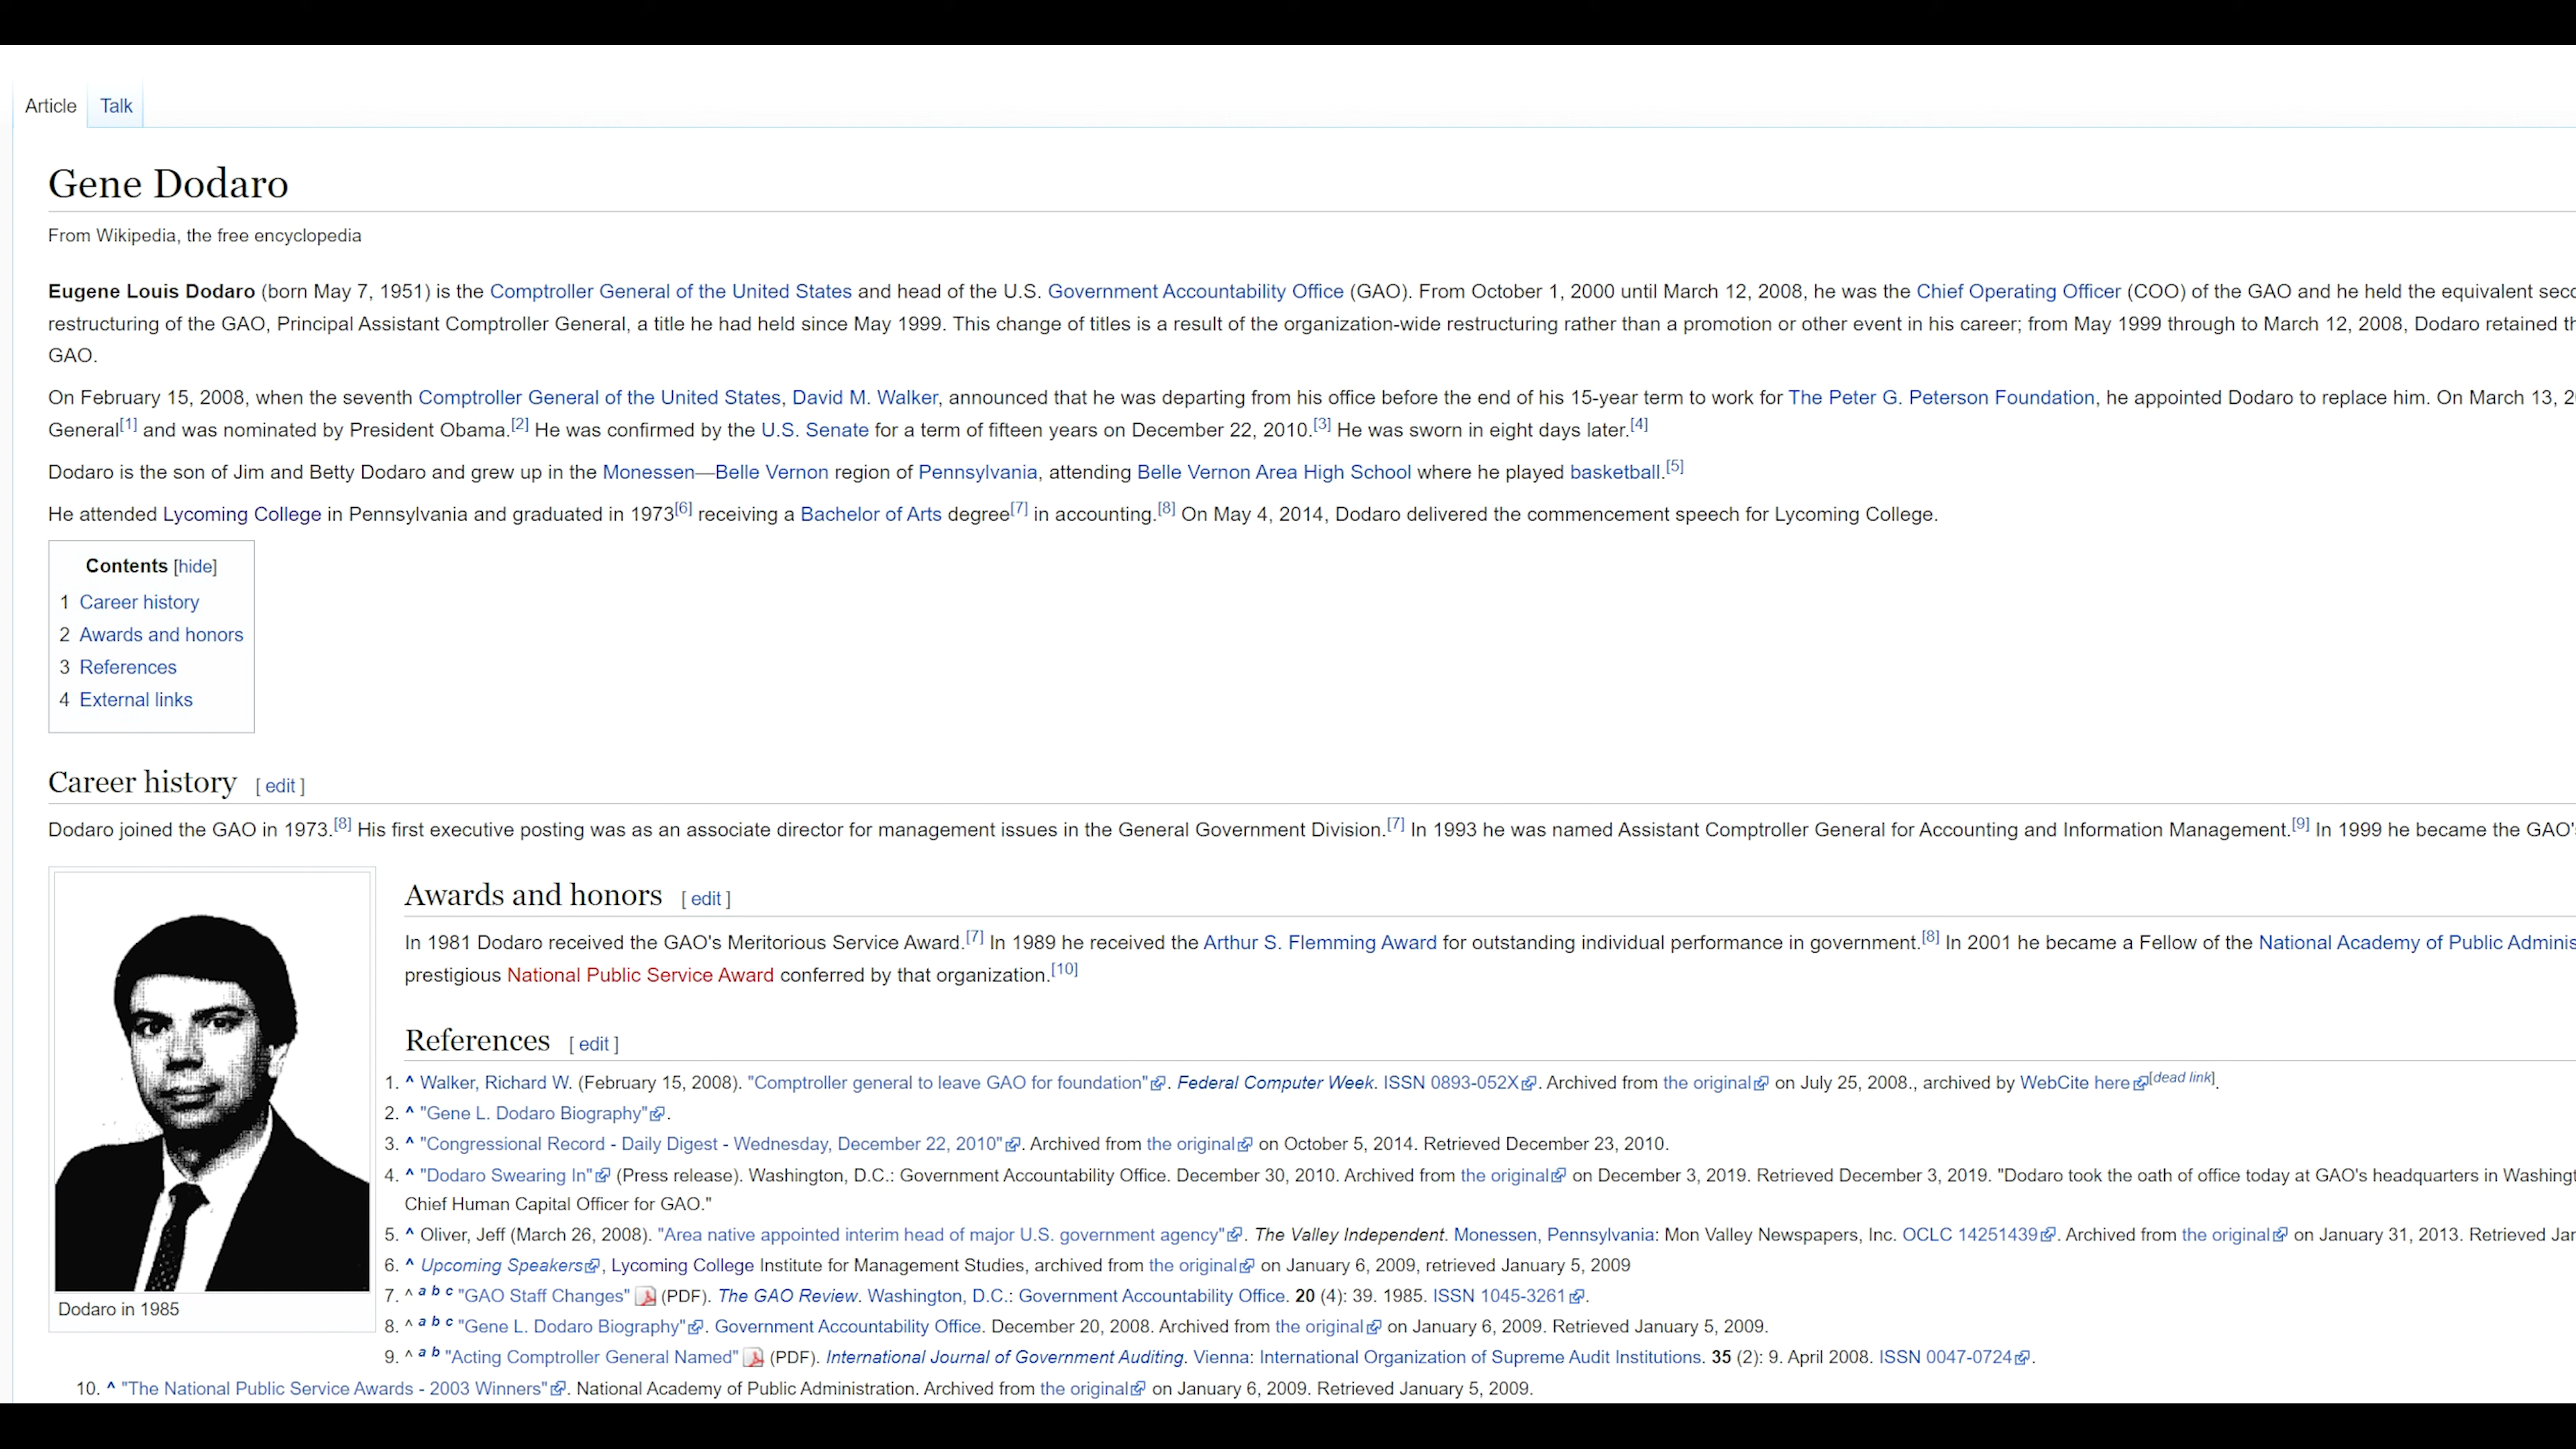 Article Talk
Gene Dodaro
From Wikipedia, the free encyclopedia
Eugene Louis Dodaro (born May 7, 1951) is the Comptroller General of the United States and head of the U.S. Government Accountability Office (GAO). From October 1, 2000 until March 12, 2008, he was the Chief Operating Officer (COO) of the GAO and he held the equivalent
restructuring of the GAO, Principal Assistant Comptroller General, a title he had held since May 1999. This change of titles is a result of the organization-wide restructuring rather than a promotion or other event in his career; from May 1999 through to March 12, 2008, Dodaro retained
GAO.
On February 15, 2008, when the seventh Comptroller General of the United States, David M. Walker, announced that he was departing from his office before the end of his 15-year term to work for The Peter G. Peterson Foundation, he appointed Dodaro to replace him. On March 13,
General[1] and was nominated by President Obama.[2] He was confirmed by the U.S. Senate for a term of fifteen years on December 22, 2010.[3] He was sworn in eight days later.[4]
Dodaro is the son of Jim and Betty Dodaro and grew up in the Monessen—Belle Vernon region of Pennsylvania, attending Belle Vernon Area High School where he played basketball.[5]
He attended Lycoming College in Pennsylvania and graduated in 1973[6] receiving a Bachelor of Arts degree[7] in accounting.[8] On May 4, 2014, Dodaro delivered the commencement speech for Lycoming College.
Contents [hide]
1 Career history
2 Awards and honors
3 References
4 External links
Career history [ edit ]
Dodaro joined the GAO in 1973.[8] His first executive posting was as an associate director for management issues in the General Government Division.[7] In 1993 he was named Assistant Comptroller General for Accounting and Information Management.[9] In 1999 he became the GAO'
Awards and honors [ edit ]
In 1981 Dodaro received the GAO's Meritorious Service Award.[7] In 1989 he received the Arthur S. Flemming Award for outstanding individual performance in government.[8] In 2001 he became a Fellow of the National Academy of Public
prestigious National Public Service Award conferred by that organization.[10]
References [ edit ]
1. ^ Walker, Richard W. (February 15, 2008). "Comptroller general to leave GAO for foundation". Federal Computer Week. ISSN 0893-052X. Archived from the original on July 25, 2008., archived by WebCite here[dead link].
2. ^ "Gene L. Dodaro Biography".
3. ^ "Congressional Record - Daily Digest - Wednesday, December 22, 2010". Archived from the original on October 5, 2014. Retrieved December 23, 2010.
4. ^ "Dodaro Swearing In" (Press release). Washington, D.C.: Government Accountability Office. December 30, 2010. Archived from the original on December 3, 2019. Retrieved December 3, 2019. "Dodaro took the oath of office today at GAO's headquarters in
Chief Human Capital Officer for GAO."
5. ^ Oliver, Jeff (March 26, 2008). "Area native appointed interim head of major U.S. government agency". The Valley Independent. Monessen, Pennsylvania: Mon Valley Newspapers, Inc. OCLC 14251439. Archived from the original on January 31, 2013. Retrieved
6. ^ Upcoming Speakers, Lycoming College Institute for Management Studies, archived from the original on January 6, 2009, retrieved January 5, 2009
7. ^ a b c "GAO Staff Changes" (PDF). The GAO Review. Washington, D.C.: Government Accountability Office. 20 (4): 39. 1985. ISSN 1045-3261.
8. ^ a b c "Gene L. Dodaro Biography". Government Accountability Office. December 20, 2008. Archived from the original on January 6, 2009. Retrieved January 5, 2009.
9. ^ a b "Acting Comptroller General Named" (PDF). International Journal of Government Auditing. Vienna: International Organization of Supreme Audit Institutions. 35 (2): 9. April 2008. ISSN 0047-0724.
10. ^ "The National Public Service Awards - 2003 Winners". National Academy of Public Administration. Archived from the original on January 6, 2009. Retrieved January 5, 2009.
Dodaro in 1985